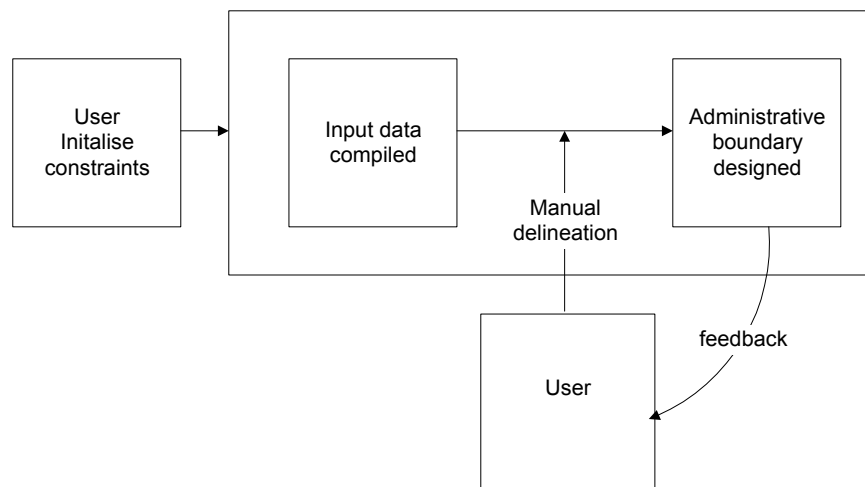 User
Initalise
constraints
Input data
compiled
Administrative
boundary
designed
Manual
delineation
feedback
User